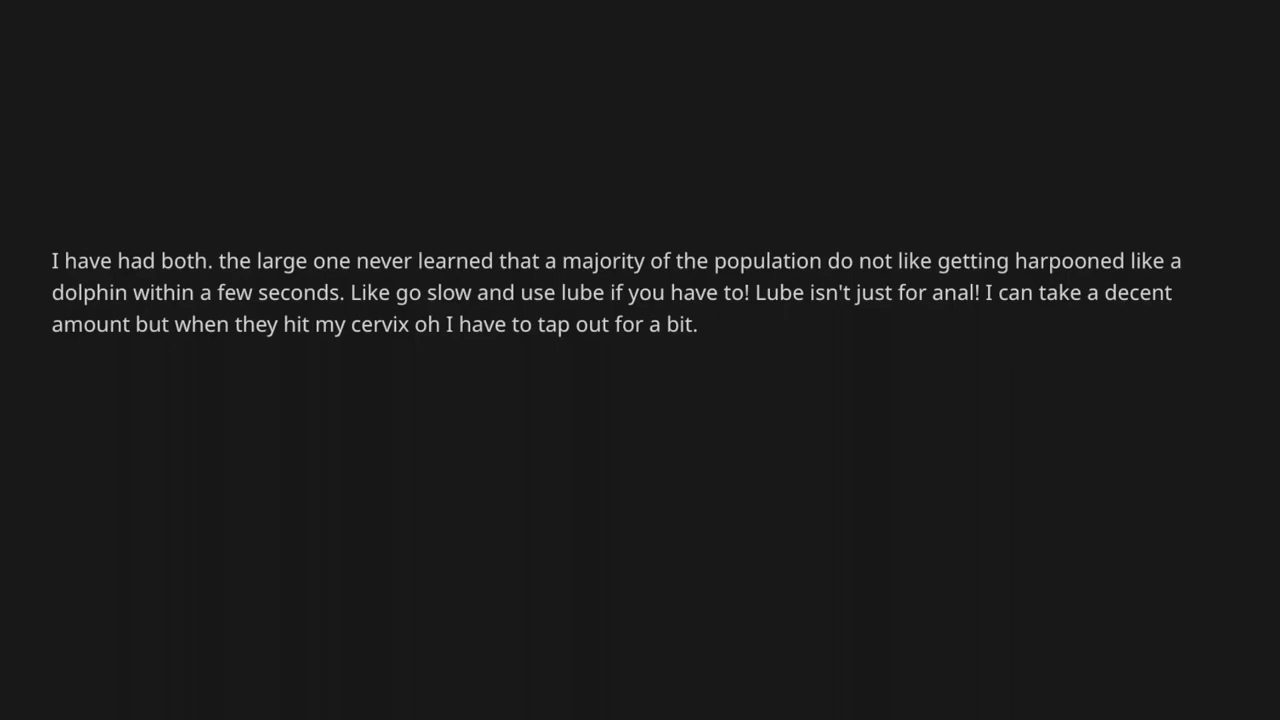 I have had both. the large one never learned that a majority of the population do not like getting harpooned like a
dolphin within a few seconds. Like go slow and use lube if you have to! Lube isn't just for anal! I can take a decent
amount but when they hit my cervix oh I have to tap out for a bit.